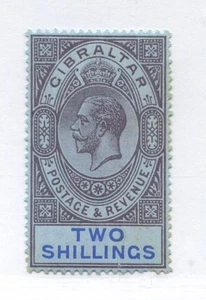 GIBRALTAR
POSTAGE & REVENUE
TWO
SHILLINGS